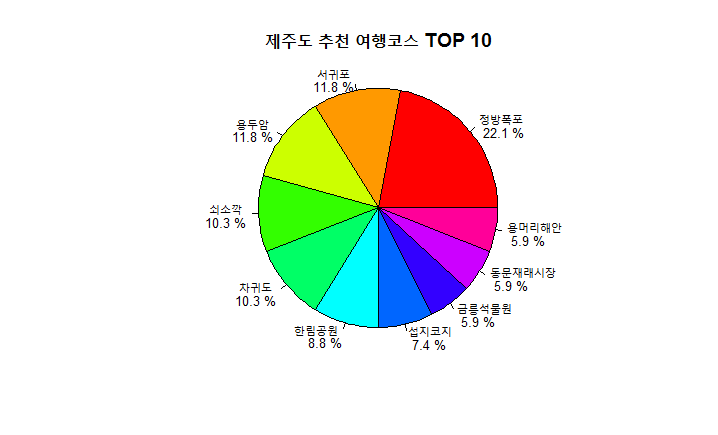 제주도 추천 여행코스 TOP 10
서귀포
11.8 %
정방폭포
22.1 %
용두암
11.8 %
쇠소깍
10.3 %
용머리해안
5.9 %
차귀도
10.3 %
동문재래시장
5.9 %
금릉석물원
5.9 %
한림공원
8.8 %
섭지코지
7.4 %